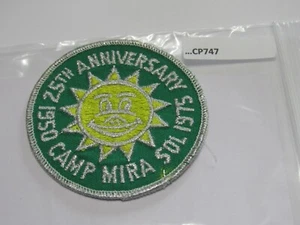 ...CP747
25TH ANNIVERSARY
1950 CAMP MIRA SOL 1975